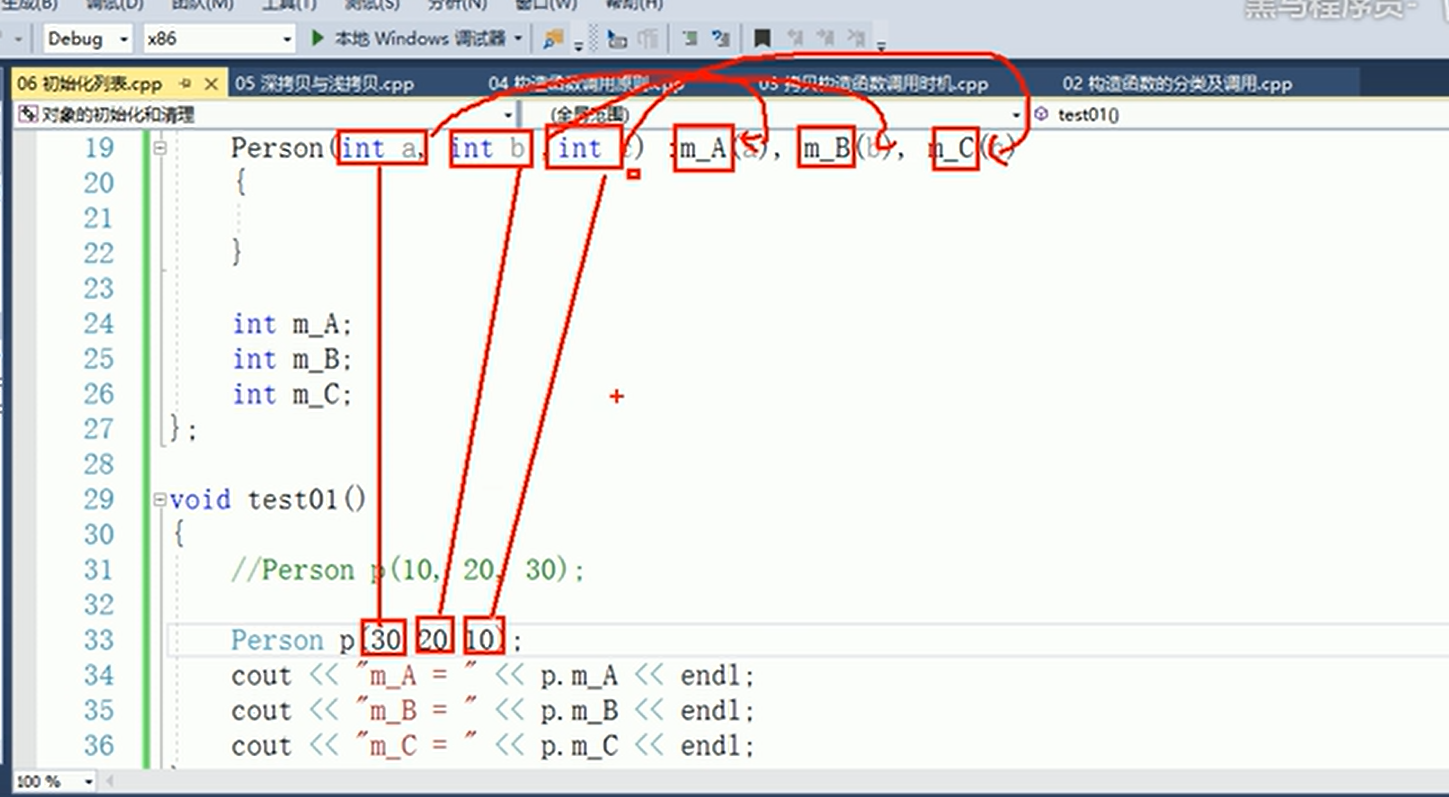 生成(B) 调试(D) 团队(M) 工具(T) 测试(S) 分析(N) 窗口(W) 帮助(H)
黑马程序员-
Debug x86 本地 Windows 调试器
06 初始化列表.cpp 05 深拷贝与浅拷贝.cpp 04 构造函数调用原则.cpp 03 拷贝构造函数调用时机.cpp 02 构造函数的分类及调用.cpp
对象的初始化和清理 (全局范围) test01()
19 Person(int a, int b , int ) :m_A(a), m_B(b), m_C( )
20 {
21
22 }
23
24 int m_A;
25 int m_B;
26 int m_C;
27 };
28
29 void test01()
30 {
31 //Person p(10, 20, 30);
32
33 Person p(30 20 10);
34 cout << "m_A = " << p.m_A << endl;
35 cout << "m_B = " << p.m_B << endl;
36 cout << "m_C = " << p.m_C << endl;
100 %